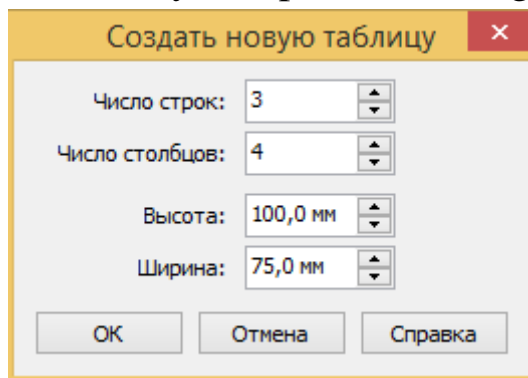 Создать новую таблицу
Число строк: 3
Число столбцов: 4
Высота: 100,0 мм
Ширина: 75,0 мм
ОК Отмена Справка